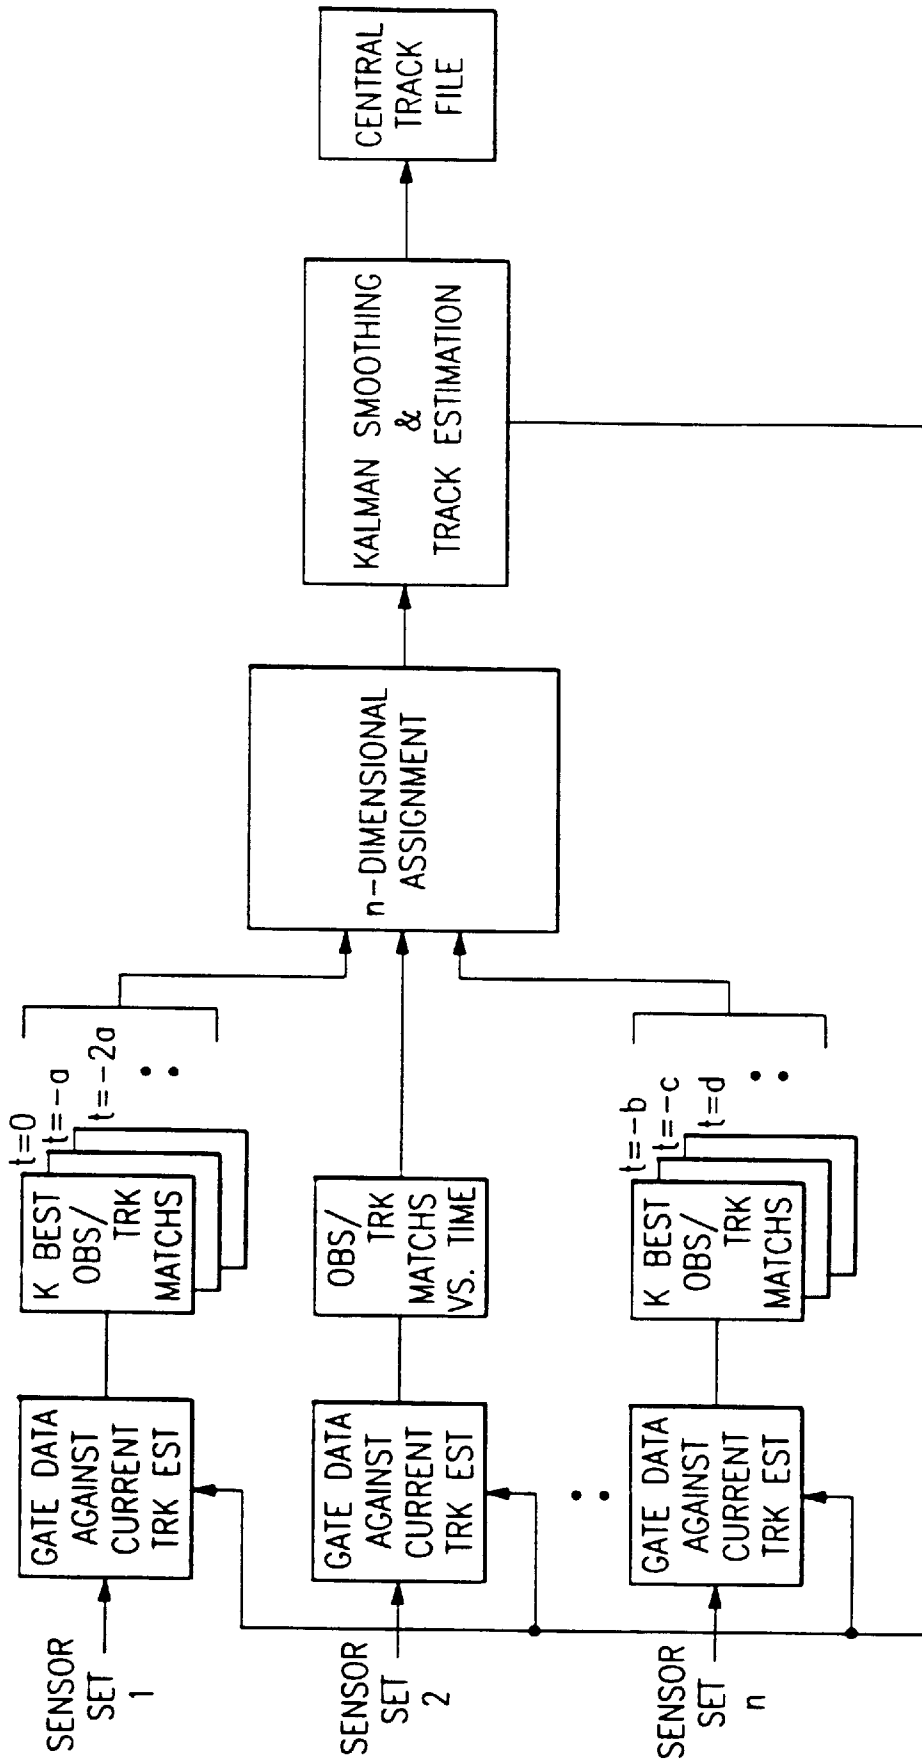 SENSOR
SET
1
GATE DATA
AGAINST
CURRENT
TRK EST
K BEST
OBS/
TRK
MATCHS
t=0
t=-a
t=-2a
SENSOR
SET
2
GATE DATA
AGAINST
CURRENT
TRK EST
OBS/
TRK
MATCHS
VS. TIME
SENSOR
SET
n
GATE DATA
AGAINST
CURRENT
TRK EST
K BEST
OBS/
TRK
MATCHS
t=-b
t=-c
t=d
n-DIMENSIONAL
ASSIGNMENT
KALMAN SMOOTHING
&
TRACK ESTIMATION
CENTRAL
TRACK
FILE